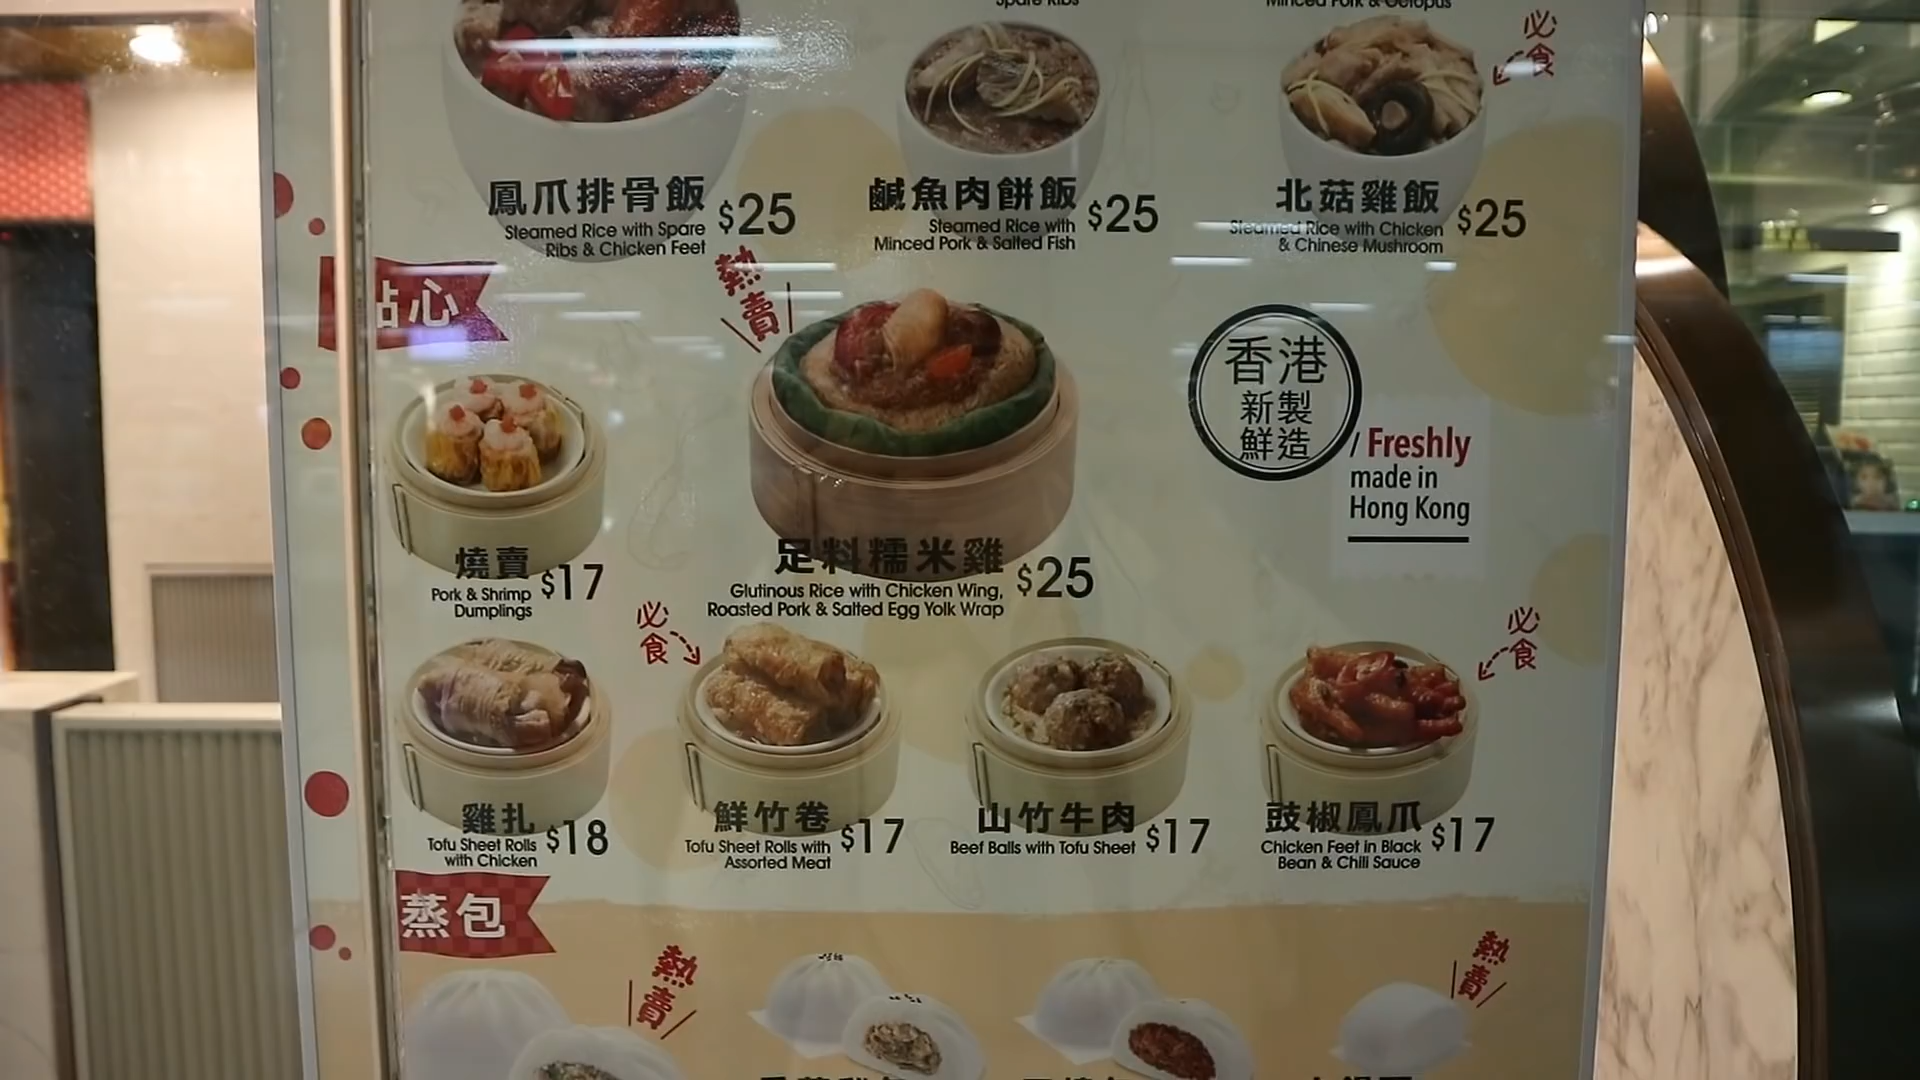 Spare Ribs
Minced Pork & Octopus
必食
鳳爪排骨飯 $25
Steamed Rice with Spare
Ribs & Chicken Feet
鹹魚肉餅飯 $25
Steamed Rice with
Minced Pork & Salted Fish
北菇雞飯 $25
Steamed Rice with Chicken
& Chinese Mushroom
點心
熱賣
香港
新製
鮮造
/ Freshly
made in
Hong Kong
燒賣 $17
Pork & Shrimp
Dumplings
足料糯米雞 $25
Glutinous Rice with Chicken Wing,
Roasted Pork & Salted Egg Yolk Wrap
必食
必食
雞扎 $18
Tofu Sheet Rolls
with Chicken
鮮竹卷 $17
Tofu Sheet Rolls with
Assorted Meat
山竹牛肉 $17
Beef Balls with Tofu Sheet
豉椒鳳爪 $17
Chicken Feet in Black
Bean & Chili Sauce
蒸包
熱賣
熱賣